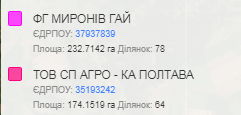 ФГ МИРОНІВ ГАЙ
ЄДРПОУ: 37937839
Площа: 232.7142 га Ділянок: 78
ТОВ СП АГРО - КА ПОЛТАВА
ЄДРПОУ: 35193242
Площа: 174.1519 га Ділянок: 64